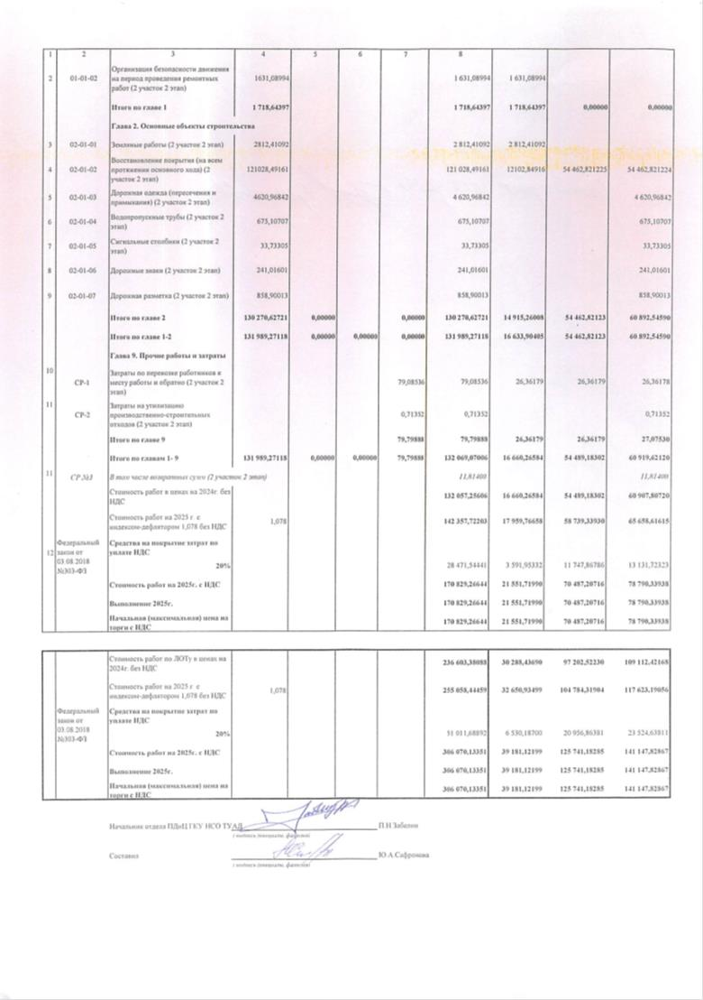 1 2 3 4 5 6 7 8
2 01-01-02 Организация безопасности движения на период проведения ремонтных работ (2 участок 2 этап) 1631,08994 1 631,08994 1 631,08994
Итого по главе 1 1 718,64397 1 718,64397 1 718,64397 0,00000 0,00000
Глава 2. Основные объекты строительства
3 02-01-01 Земляные работы (2 участок 2 этап) 2812,41092 2 812,41092 2 812,41092
4 02-01-02 Восстановление покрытия (на всем протяжении основного хода) (2 участок 2 этап) 121028,49161 121 028,49161 12102,84916 54 462,821225 54 462,821224
5 02-01-03 Дорожная одежда (пересечения и примыкания) (2 участок 2 этап) 4620,96842 4 620,96842 4 620,96842
6 02-01-04 Водопропускные трубы (2 участок 2 этап) 675,10707 675,10707 675,10707
7 02-01-05 Сигнальные столбики (2 участок 2 этап) 33,73305 33,73305 33,73305
8 02-01-06 Дорожные знаки (2 участок 2 этап) 241,01601 241,01601 241,01601
9 02-01-07 Дорожная разметка (2 участок 2 этап) 858,90013 858,90013 858,90013
Итого по главе 2 130 270,62721 0,00000 0,00000 130 270,62721 14 915,26008 54 462,82123 60 892,54590
Итого по главе 1-2 131 989,27118 0,00000 0,00000 0,00000 131 989,27118 16 633,90405 54 462,82123 60 892,54590
Глава 9. Прочие работы и затраты
10 СР-1 Затраты по перевозке работников к месту работы и обратно (2 участок 2 этап) 79,08536 79,08536 26,36179 26,36179 26,36178
11 СР-2 Затраты на утилизацию производственно-строительных отходов (2 участок 2 этап) 0,71352 0,71352 0,71352
Итого по главе 9 79,79888 79,79888 26,36179 26,36179 27,07530
Итого по главам 1- 9 131 989,27118 0,00000 0,00000 79,79888 132 069,07006 16 660,26584 54 489,18302 60 919,62120
11 СР №3 В том числе возвратных сумм (2 участок 2 этап) 11,81400 11,81400
Стоимость работ в ценах на 2024г. без НДС 132 057,25606 16 660,26584 54 489,18302 60 907,80720
Стоимость работ на 2025 г с индексом-дефлятором 1,078 без НДС 1,078 142 357,72203 17 959,76658 58 739,33930 65 658,61615
12 Федеральный закон от 03.08.2018 №303-ФЗ Средства на покрытие затрат по уплате НДС
20% 28 471,54441 3 591,95332 11 747,86786 13 131,72323
Стоимость работ на 2025г. с НДС 170 829,26644 21 551,71990 70 487,20716 78 790,33938
Выполнение 2025г. 170 829,26644 21 551,71990 70 487,20716 78 790,33938
Начальная (максимальная) цена на торги с НДС 170 829,26644 21 551,71990 70 487,20716 78 790,33938
Стоимость работ по ЛОТу в ценах на 2024г. без НДС 236 603,38088 30 288,43690 97 202,52230 109 112,42168
Стоимость работ на 2025 г с индексом-дефлятором 1,078 без НДС 1,078 255 058,44459 32 650,93499 104 784,31904 117 623,19056
Федеральный закон от 03.08.2018 №303-ФЗ Средства на покрытие затрат по уплате НДС
20% 51 011,68892 6 530,18700 20 956,86381 23 524,63811
Стоимость работ на 2025г. с НДС 306 070,13351 39 181,12199 125 741,18285 141 147,82867
Выполнение 2025г. 306 070,13351 39 181,12199 125 741,18285 141 147,82867
Начальная (максимальная) цена на торги с НДС 306 070,13351 39 181,12199 125 741,18285 141 147,82867
Начальник отдела ПДиЦ ГКУ НСО ТУАД П.Н.Забелин
( подпись (инициалы, фамилия)
Составил Ю.А.Сафронова
( подпись (инициалы, фамилия)